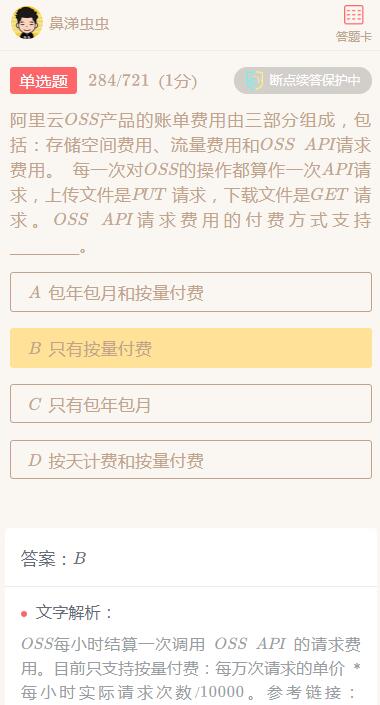 鼻涕虫虫
答题卡
单选题 284/721 (1分) 断点续答保护中
阿里云OSS产品的账单费用由三部分组成，包
括：存储空间费用、流量费用和OSS API请求
费用。 每一次对OSS的操作都算作一次API请
求，上传文件是PUT 请求，下载文件是GET 请
求。OSS API请求费用的付费方式支持
________。
A 包年包月和按量付费
B 只有按量付费
C 只有包年包月
D 按天计费和按量付费
答案：B
文字解析：
OSS每小时结算一次调用 OSS API 的请求费
用。目前只支持按量付费：每万次请求的单价 *
每小时实际请求次数/10000。参考链接：